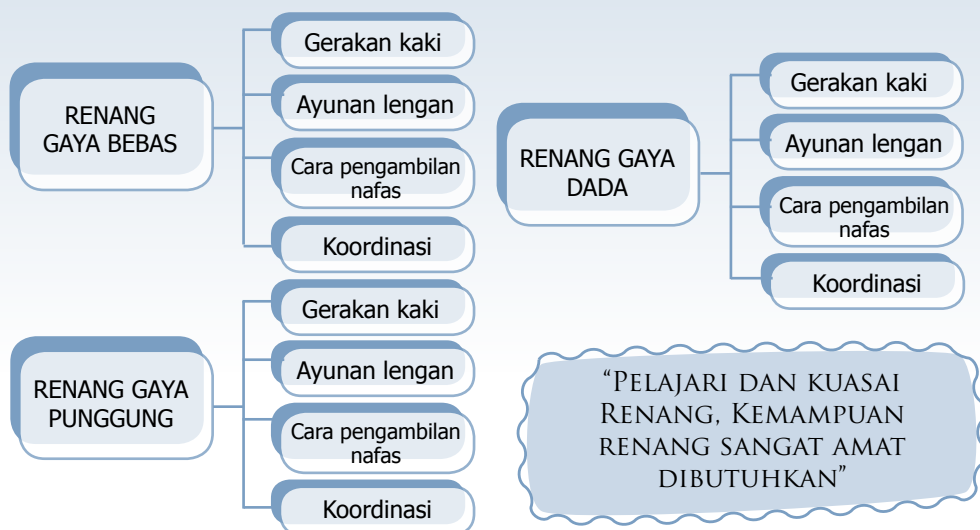 RENANG
GAYA BEBAS
Gerakan kaki
Ayunan lengan
Cara pengambilan
nafas
Koordinasi
RENANG GAYA
PUNGGUNG
Gerakan kaki
Ayunan lengan
Cara pengambilan
nafas
Koordinasi
RENANG GAYA
DADA
Gerakan kaki
Ayunan lengan
Cara pengambilan
nafas
Koordinasi
“Pelajari dan kuasai
Renang, Kemampuan
renang sangat amat
dibutuhkan”